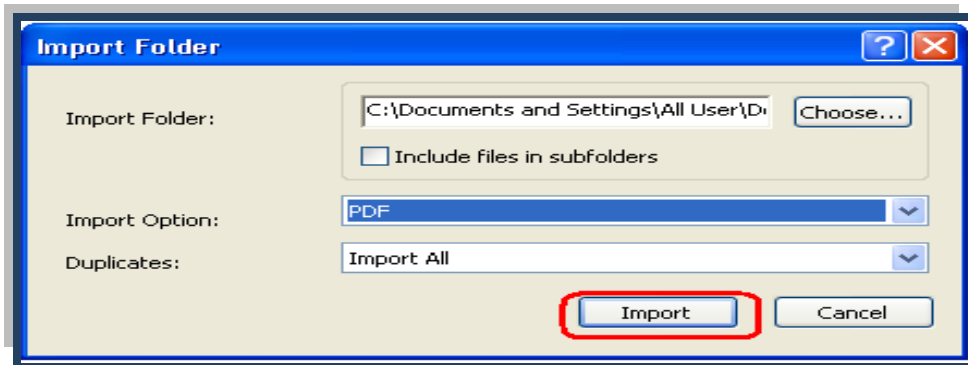 Import Folder
Import Folder:
C:\Documents and Settings\All User\D
Choose...
Include files in subfolders
Import Option:
PDF
Duplicates:
Import All
Import
Cancel